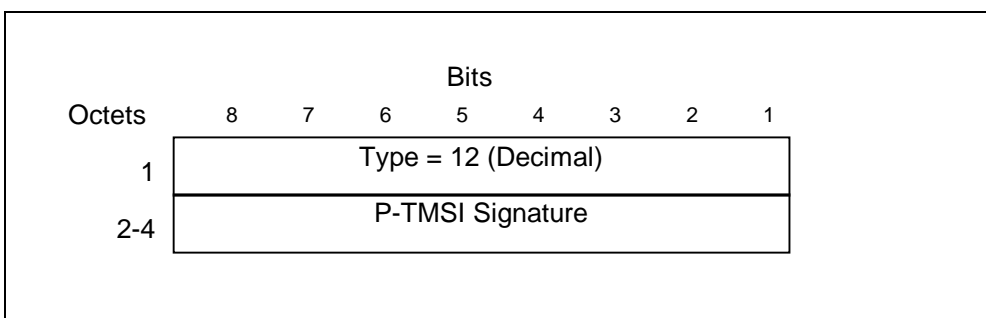 Bits
Octets 8 7 6 5 4 3 2 1
1 Type = 12 (Decimal)
2-4 P-TMSI Signature